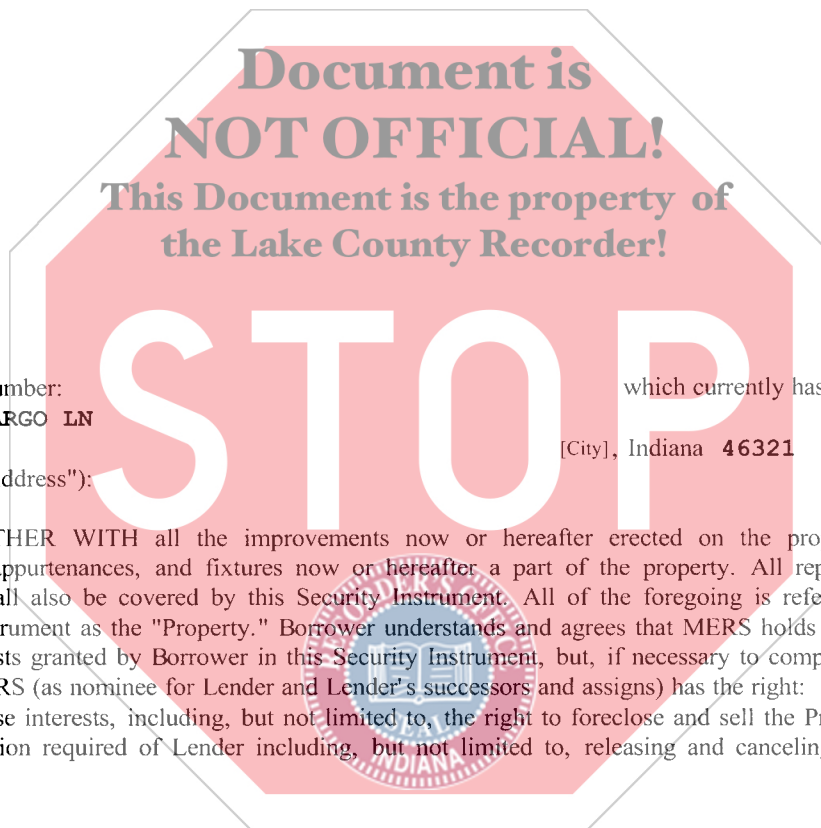 Document is
NOT OFFICIAL!
This Document is the property of
the Lake County Recorder!
STOP
umber: which currently has
ARGO LN
[City], Indiana 46321
ddress"):
THER WITH all the improvements now or hereafter erected on the pro
ppurtenances, and fixtures now or hereafter a part of the property. All rep
all also be covered by this Security Instrument. All of the foregoing is refe
rument as the "Property." Borrower understands and agrees that MERS holds
sts granted by Borrower in this Security Instrument, but, if necessary to comp
RS (as nominee for Lender and Lender's successors and assigns) has the right:
se interests, including, but not limited to, the right to foreclose and sell the Pr
ion required of Lender including, but not limited to, releasing and canceling
SEAL
INDIANA